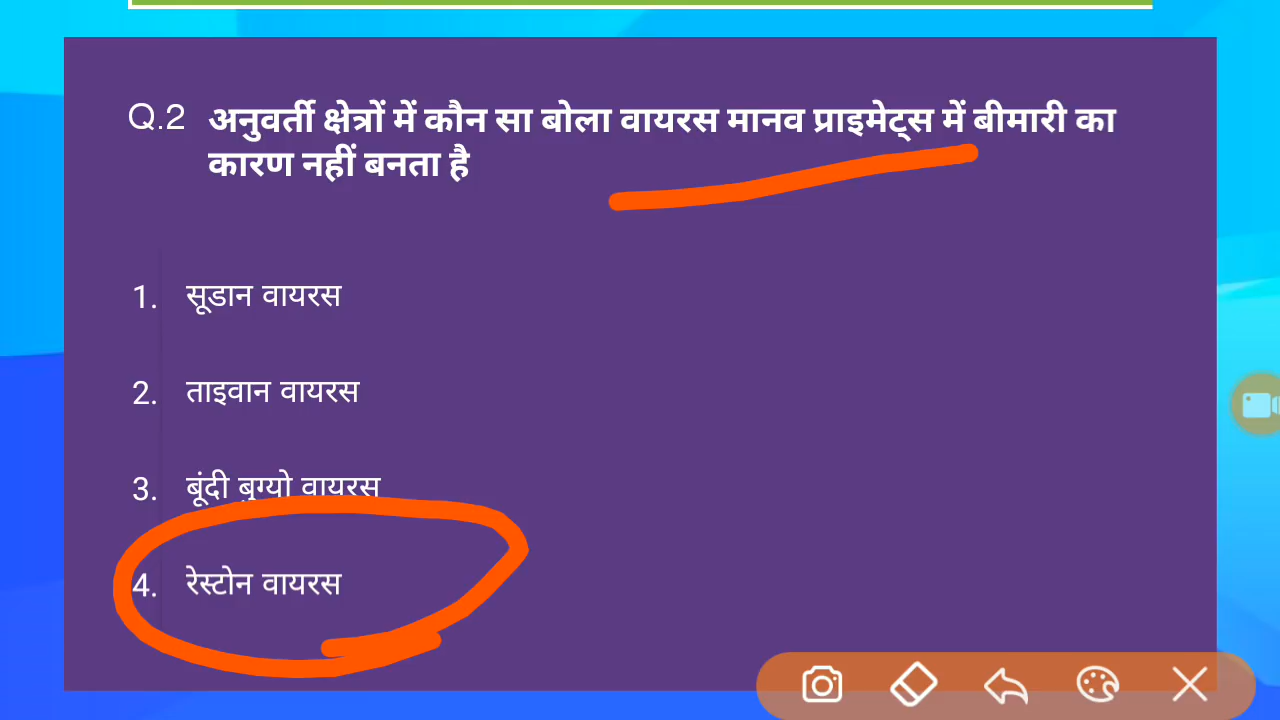 Q.2 अनुवर्ती क्षेत्रों में कौन सा बोला वायरस मानव प्राइमेट्स में बीमारी का
कारण नहीं बनता है
1. सूडान वायरस
2. ताइवान वायरस
3. बूंदी बुग्यो वायरस
4. रेस्टोन वायरस